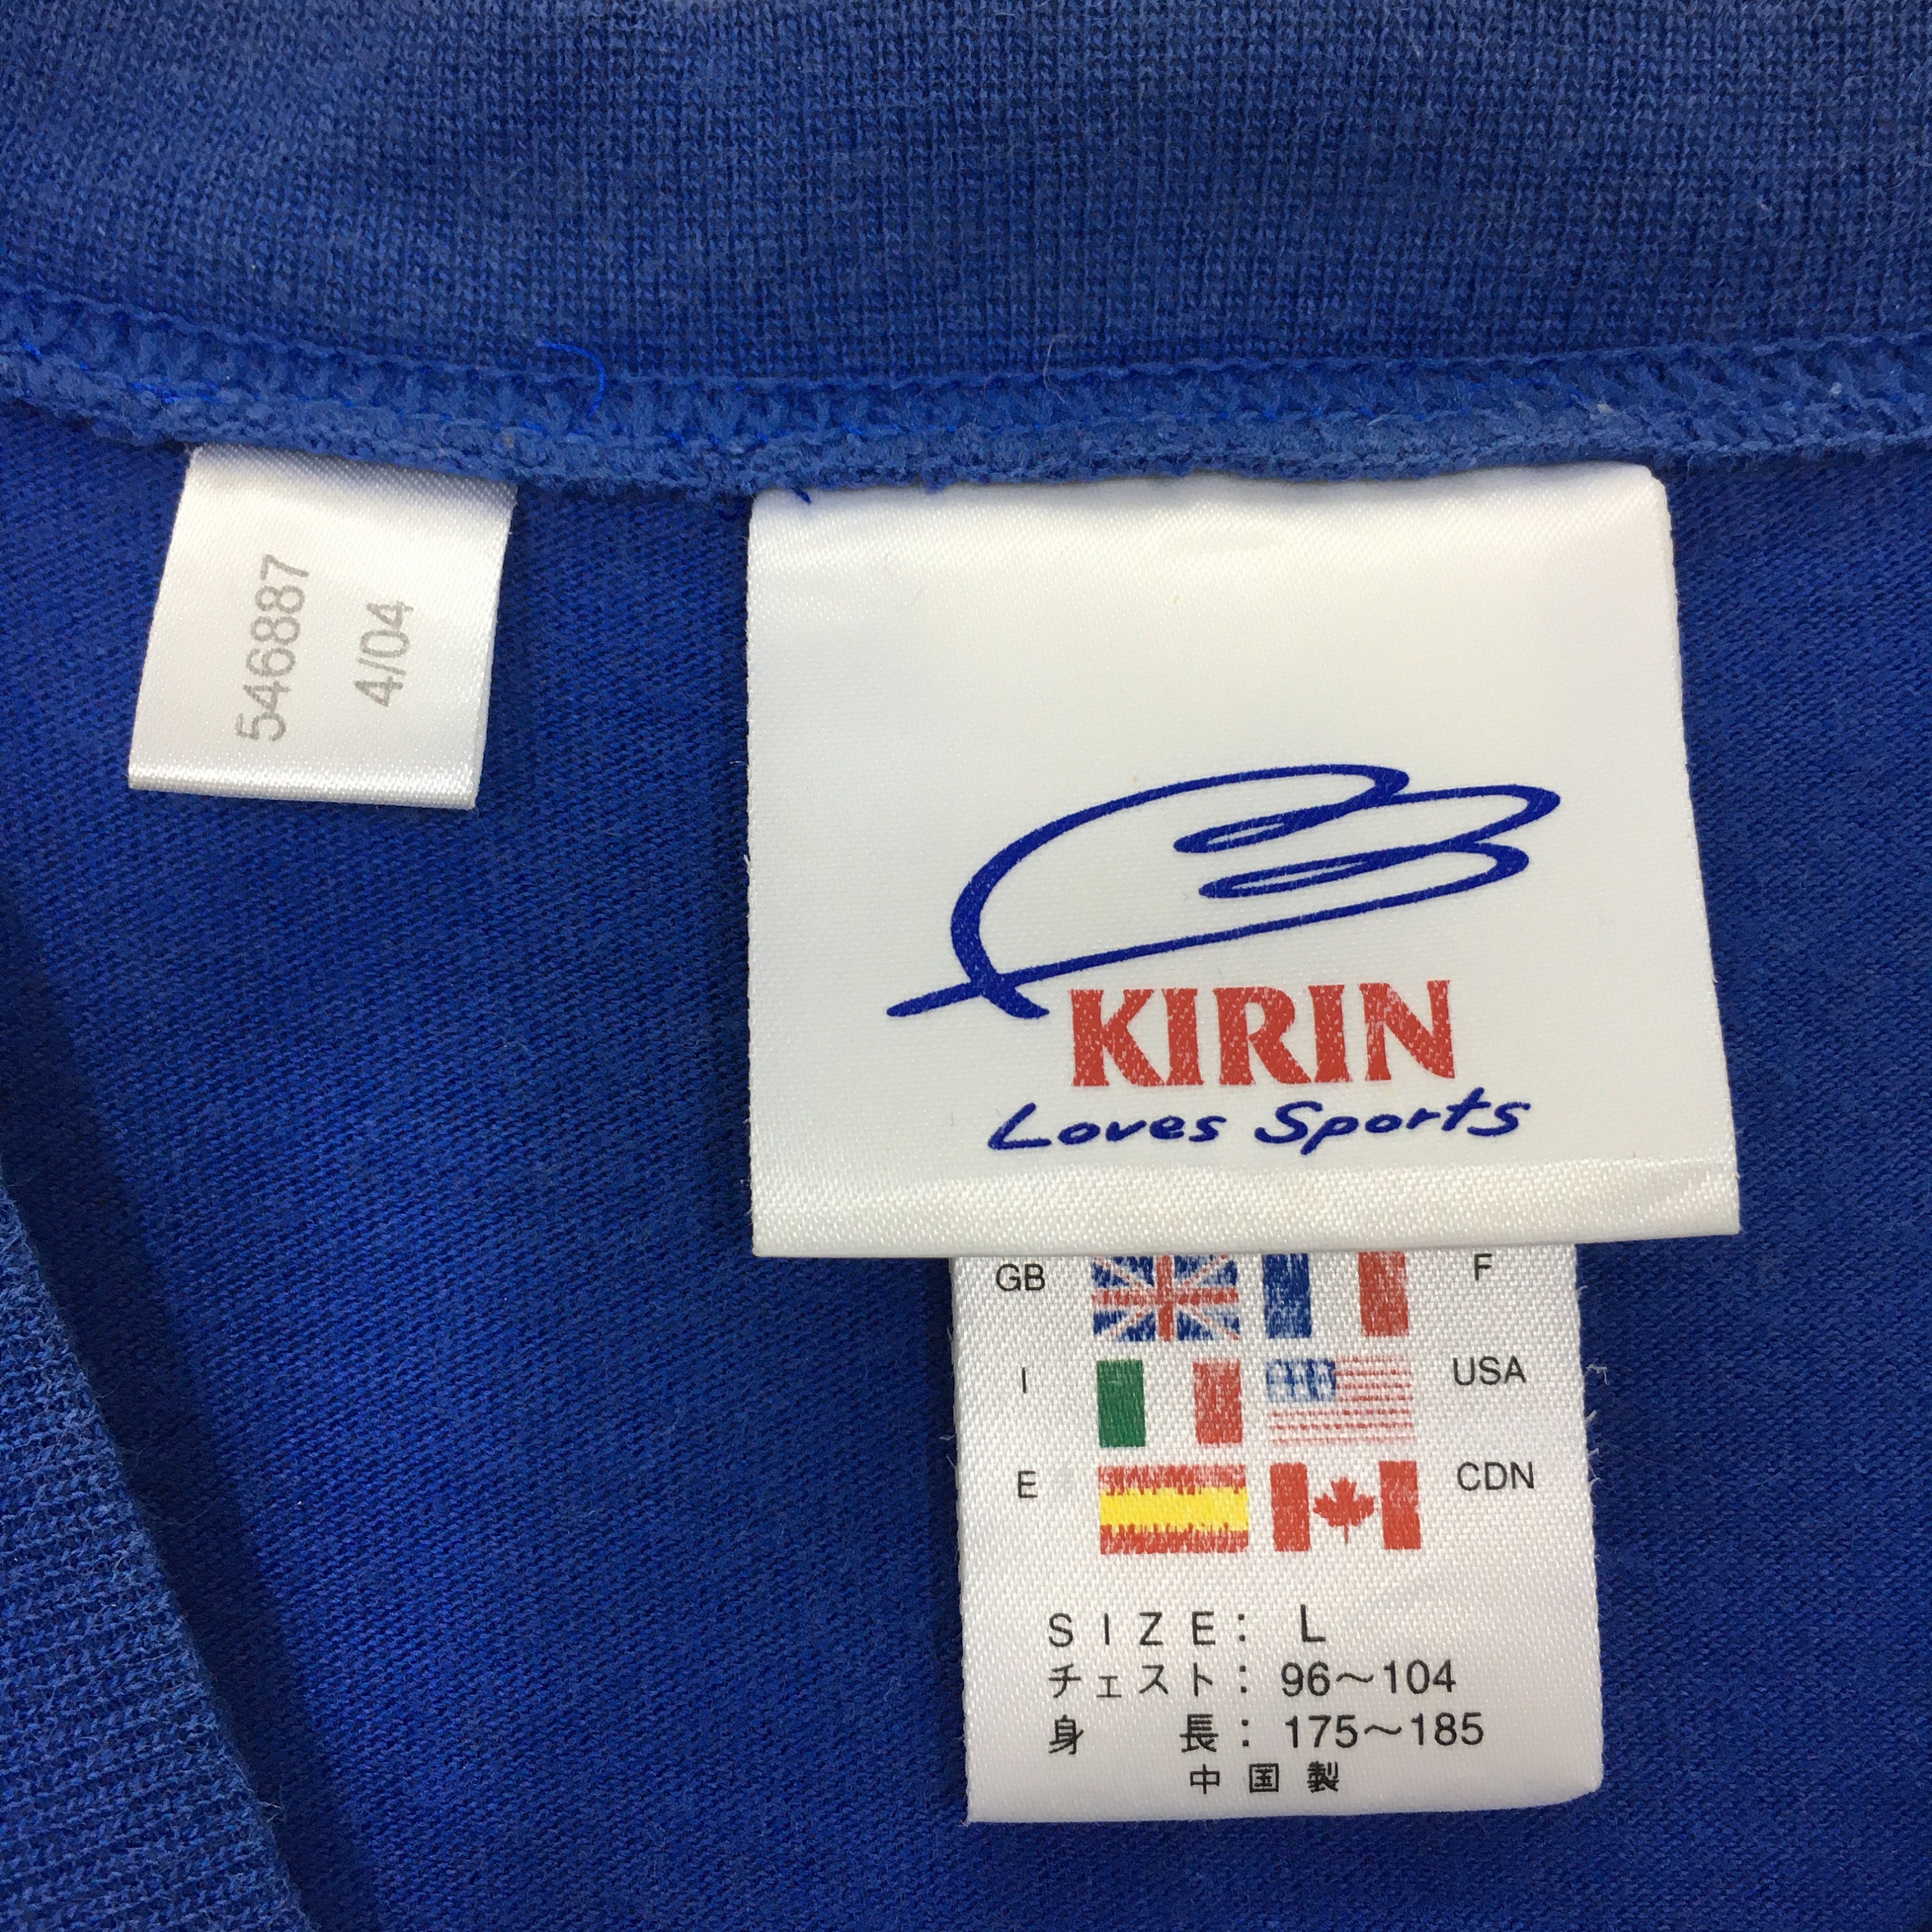 546887
4/04
KIRIN
Loves Sports
GB F
I USA
E CDN
SIZE: L
チェスト: 96～104
身 長: 175～185
中国製